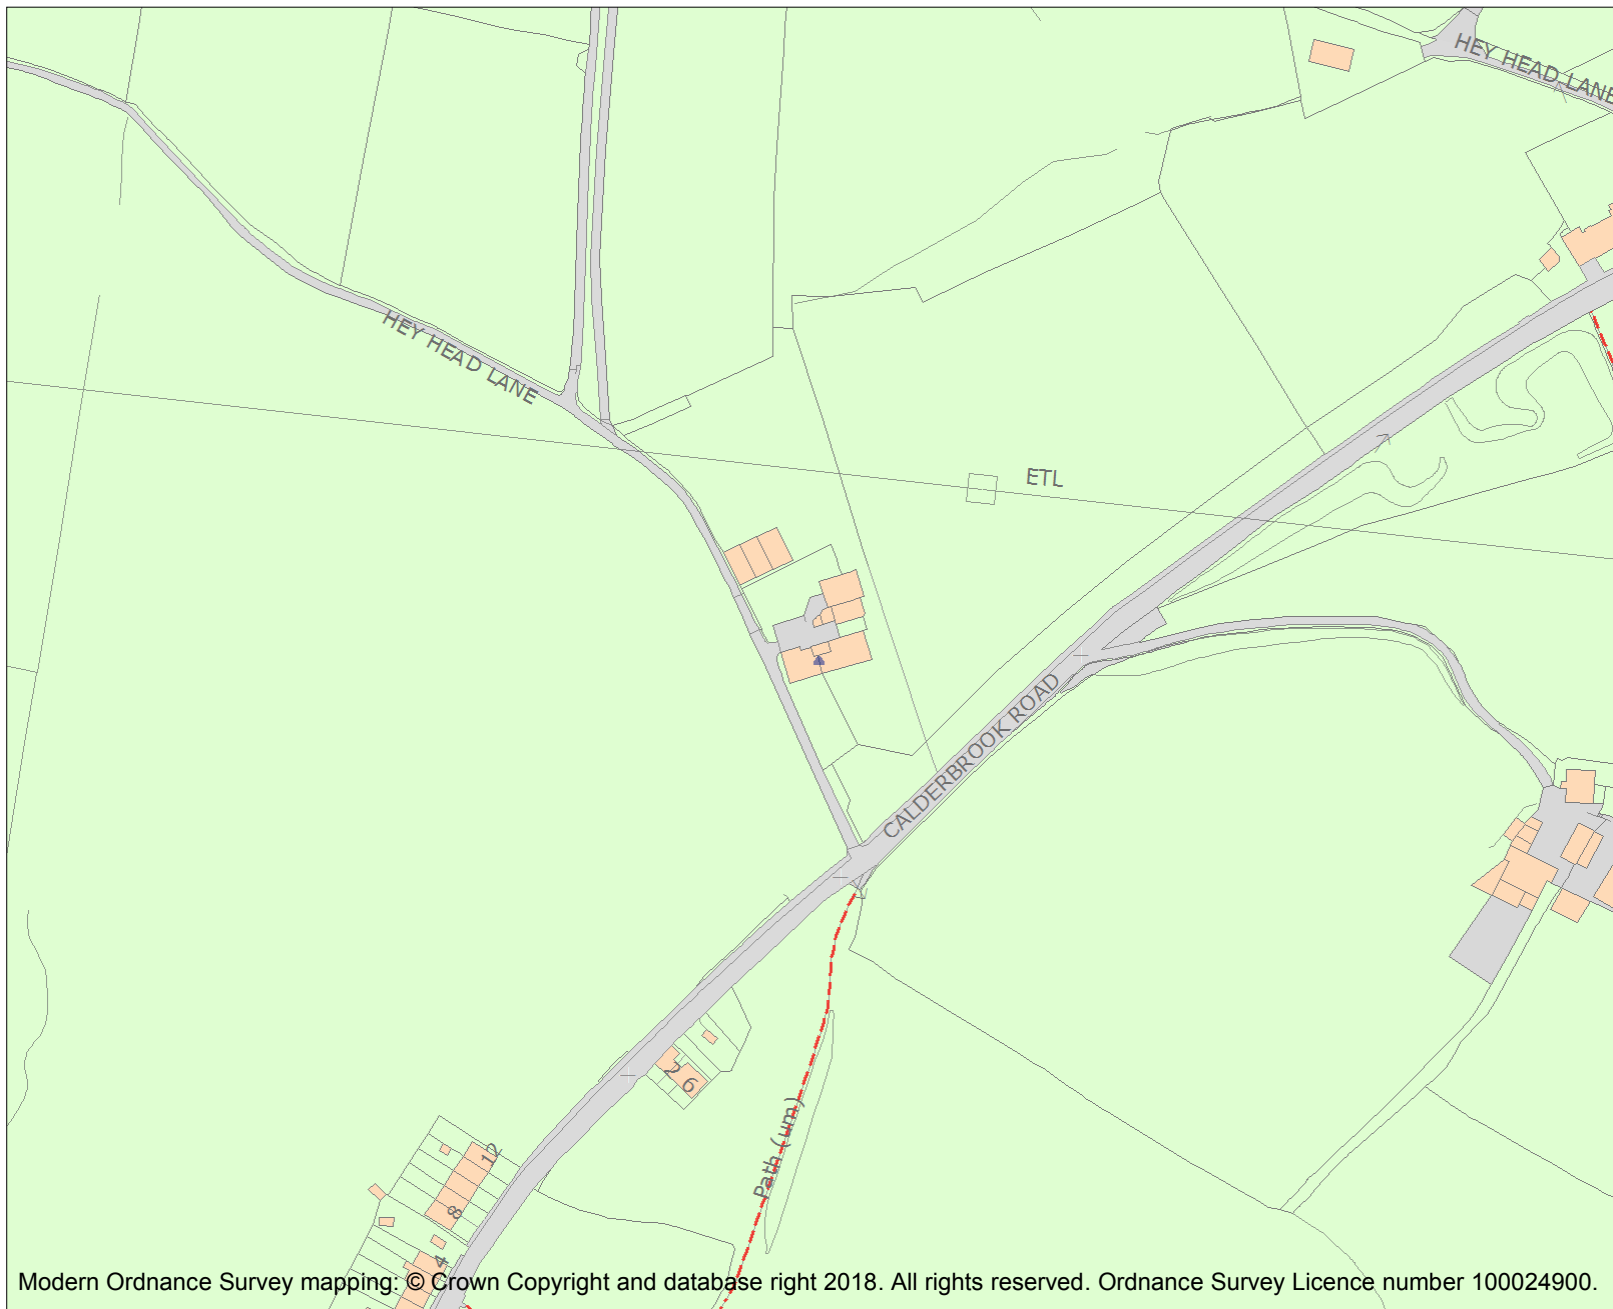 HEY HEAD LANE
HEY HEAD LANE
ETL
CALDERBROOK ROAD
2 6
Path (um)
12
8
4
Modern Ordnance Survey mapping: © Crown Copyright and database right 2018. All rights reserved. Ordnance Survey Licence number 100024900.